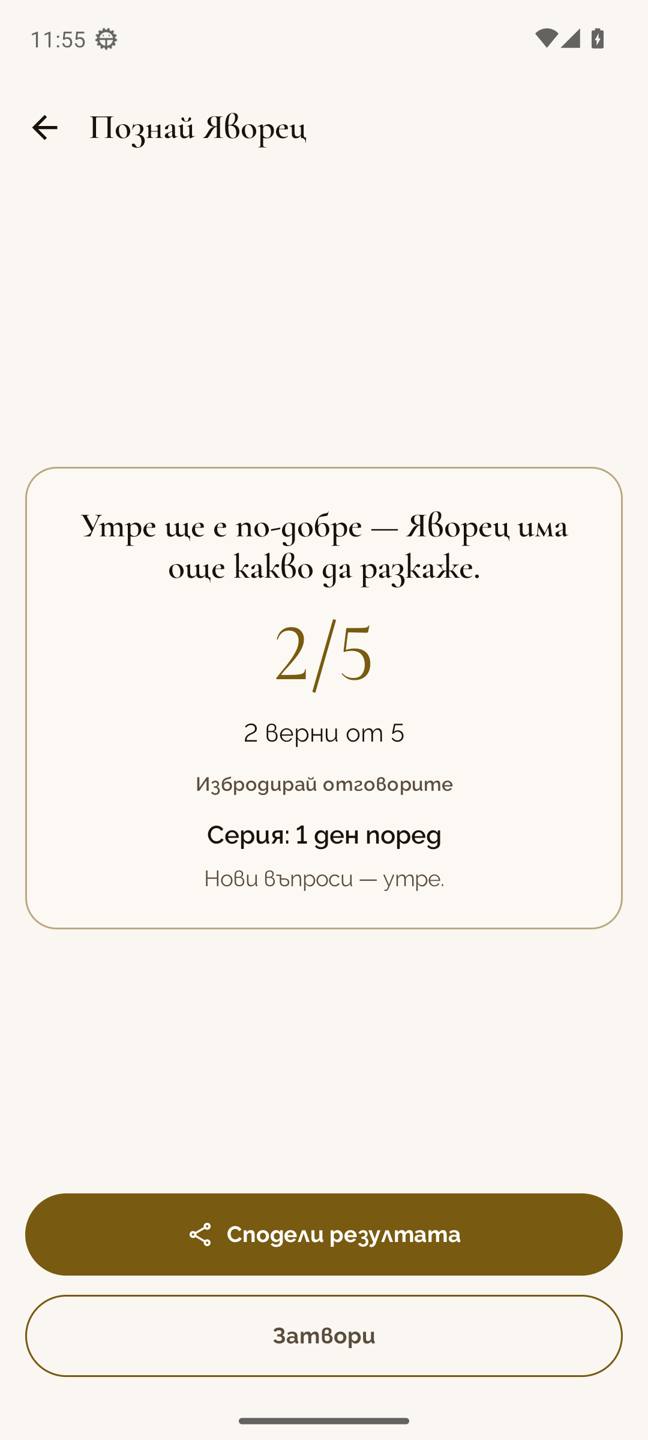 11:55
Познай Яворец
Утре ще е по-добре — Яворец има
още какво да разкаже.
2/5
2 верни от 5
Избродирай отговорите
Серия: 1 ден поред
Нови въпроси — утре.
Сподели резултата
Затвори